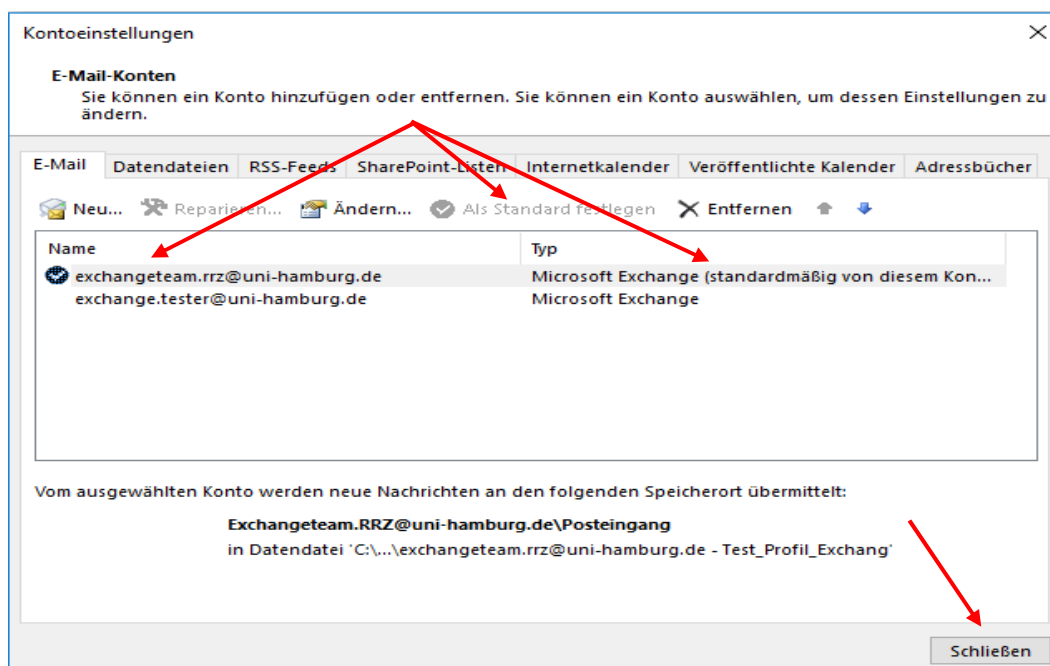 Kontoeinstellungen
E-Mail-Konten
Sie können ein Konto hinzufügen oder entfernen. Sie können ein Konto auswählen, um dessen Einstellungen zu
ändern.
E-Mail Datendateien RSS-Feeds SharePoint-Listen Internetkalender Veröffentlichte Kalender Adressbücher
Neu... Reparieren... Ändern... Als Standard festlegen Entfernen
Name Typ
exchangeteam.rrz@uni-hamburg.de Microsoft Exchange (standardmäßig von diesem Kon...
exchange.tester@uni-hamburg.de Microsoft Exchange
Vom ausgewählten Konto werden neue Nachrichten an den folgenden Speicherort übermittelt:
Exchangeteam.RRZ@uni-hamburg.de\Posteingang
in Datendatei 'C:\...\exchangeteam.rrz@uni-hamburg.de - Test_Profil_Exchang'
Schließen